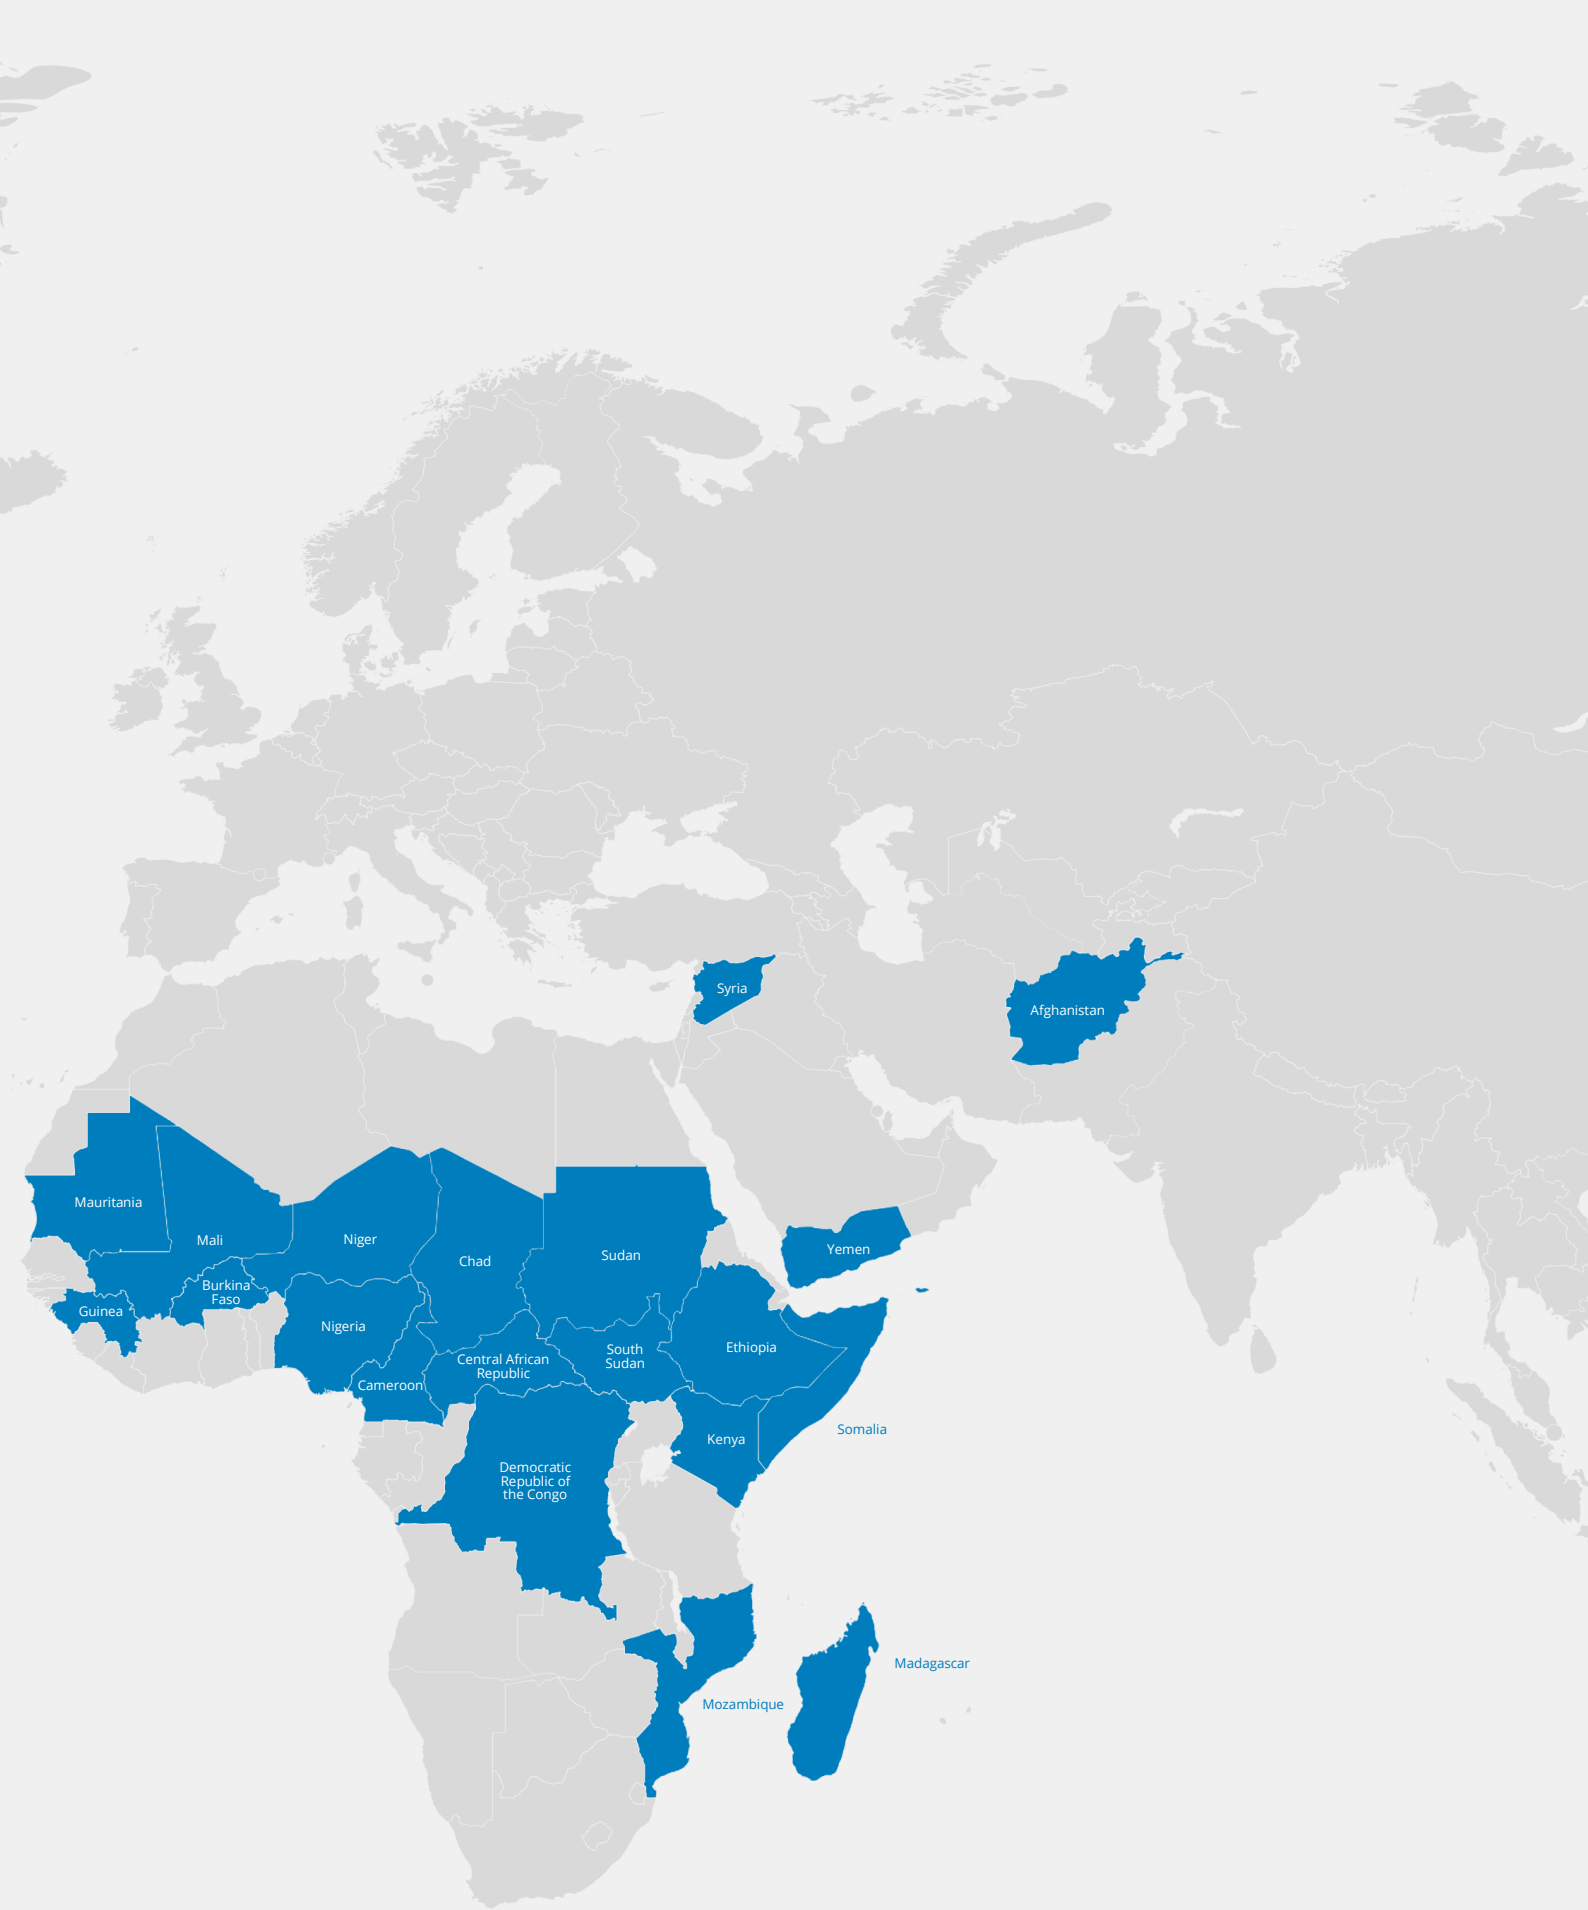 Syria
Afghanistan
Mauritania
Mali
Niger
Chad
Sudan
Yemen
Burkina
Faso
Guinea
Nigeria
Central African
Republic
South
Sudan
Ethiopia
Cameroon
Somalia
Kenya
Democratic
Republic of
the Congo
Madagascar
Mozambique